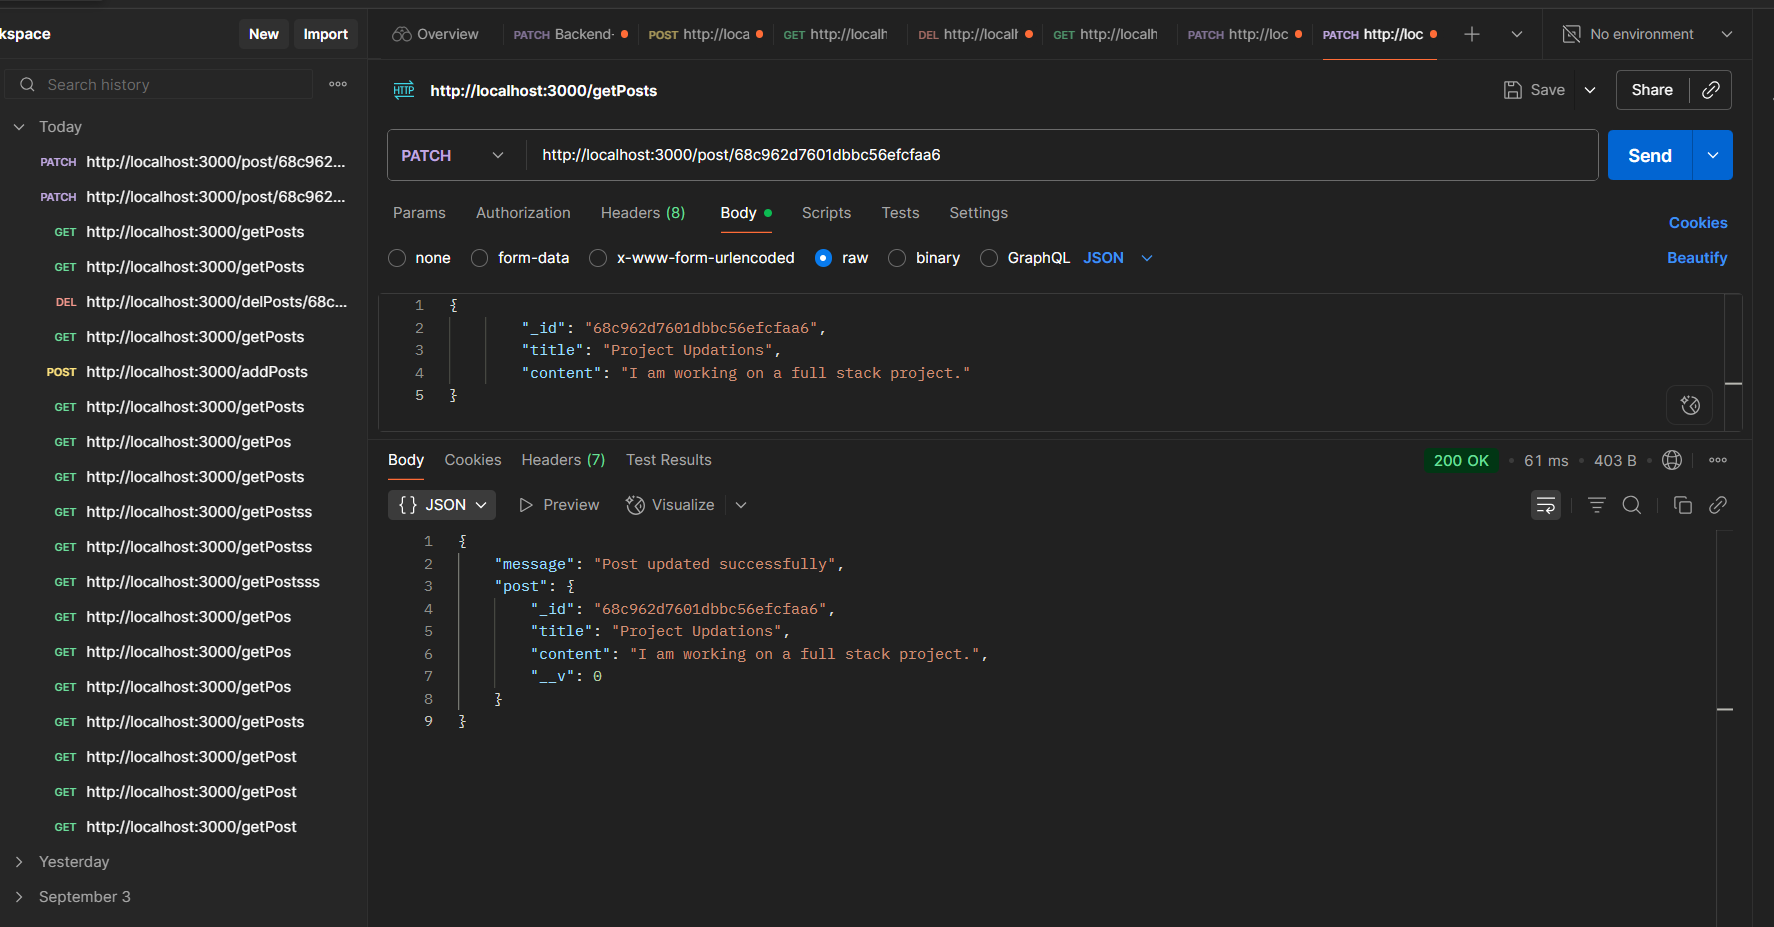 kspace
New
Import
Overview
PATCH Backend-
POST http://loca
GET http://localh
DEL http://localh
GET http://localh
PATCH http://loc
PATCH http://loc
No environment
Search history
HTTP http://localhost:3000/getPosts
Save
Share
Today
PATCH http://localhost:3000/post/68c962...
PATCH http://localhost:3000/post/68c962...
GET http://localhost:3000/getPosts
GET http://localhost:3000/getPosts
DEL http://localhost:3000/delPosts/68c...
GET http://localhost:3000/getPosts
POST http://localhost:3000/addPosts
GET http://localhost:3000/getPosts
GET http://localhost:3000/getPos
GET http://localhost:3000/getPosts
GET http://localhost:3000/getPostss
GET http://localhost:3000/getPostss
GET http://localhost:3000/getPostsss
GET http://localhost:3000/getPos
GET http://localhost:3000/getPos
GET http://localhost:3000/getPos
GET http://localhost:3000/getPosts
GET http://localhost:3000/getPost
GET http://localhost:3000/getPost
GET http://localhost:3000/getPost
Yesterday
September 3
PATCH
http://localhost:3000/post/68c962d7601dbbc56efcfaa6
Send
Params Authorization Headers (8) Body Scripts Tests Settings
Cookies
none form-data x-www-form-urlencoded raw binary GraphQL JSON
Beautify
1 {
2 "_id": "68c962d7601dbbc56efcfaa6",
3 "title": "Project Updations",
4 "content": "I am working on a full stack project."
5 }
Body Cookies Headers (7) Test Results
200 OK • 61 ms • 403 B
{} JSON Preview Visualize
1 {
2 "message": "Post updated successfully",
3 "post": {
4 "_id": "68c962d7601dbbc56efcfaa6",
5 "title": "Project Updations",
6 "content": "I am working on a full stack project.",
7 "__v": 0
8 }
9 }